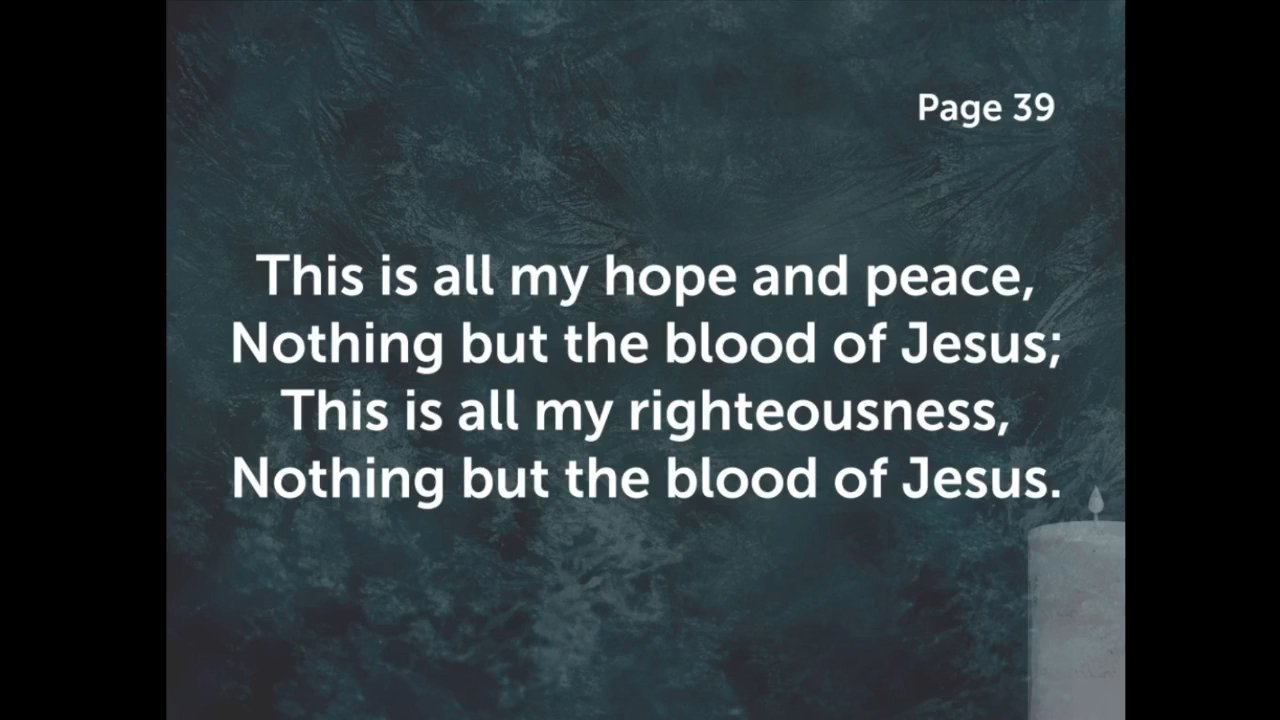 Page 39
This is all my hope and peace,
Nothing but the blood of Jesus;
This is all my righteousness,
Nothing but the blood of Jesus.